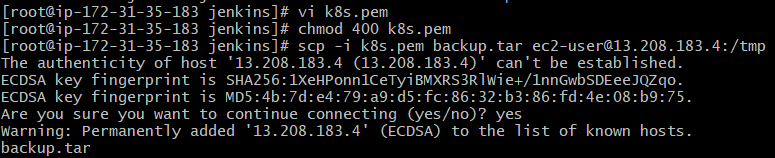 [root@ip-172-31-35-183 jenkins]# vi k8s.pem
[root@ip-172-31-35-183 jenkins]# chmod 400 k8s.pem
[root@ip-172-31-35-183 jenkins]# scp -i k8s.pem backup.tar ec2-user@13.208.183.4:/tmp
The authenticity of host '13.208.183.4 (13.208.183.4)' can't be established.
ECDSA key fingerprint is SHA256:1XeHPonn1CeTyiBMXRS3RlWie+/1nnGwbSDEeeJQZqo.
ECDSA key fingerprint is MD5:4b:7d:e4:79:a9:d5:fc:86:32:b3:86:fd:4e:08:b9:75.
Are you sure you want to continue connecting (yes/no)? yes
Warning: Permanently added '13.208.183.4' (ECDSA) to the list of known hosts.
backup.tar